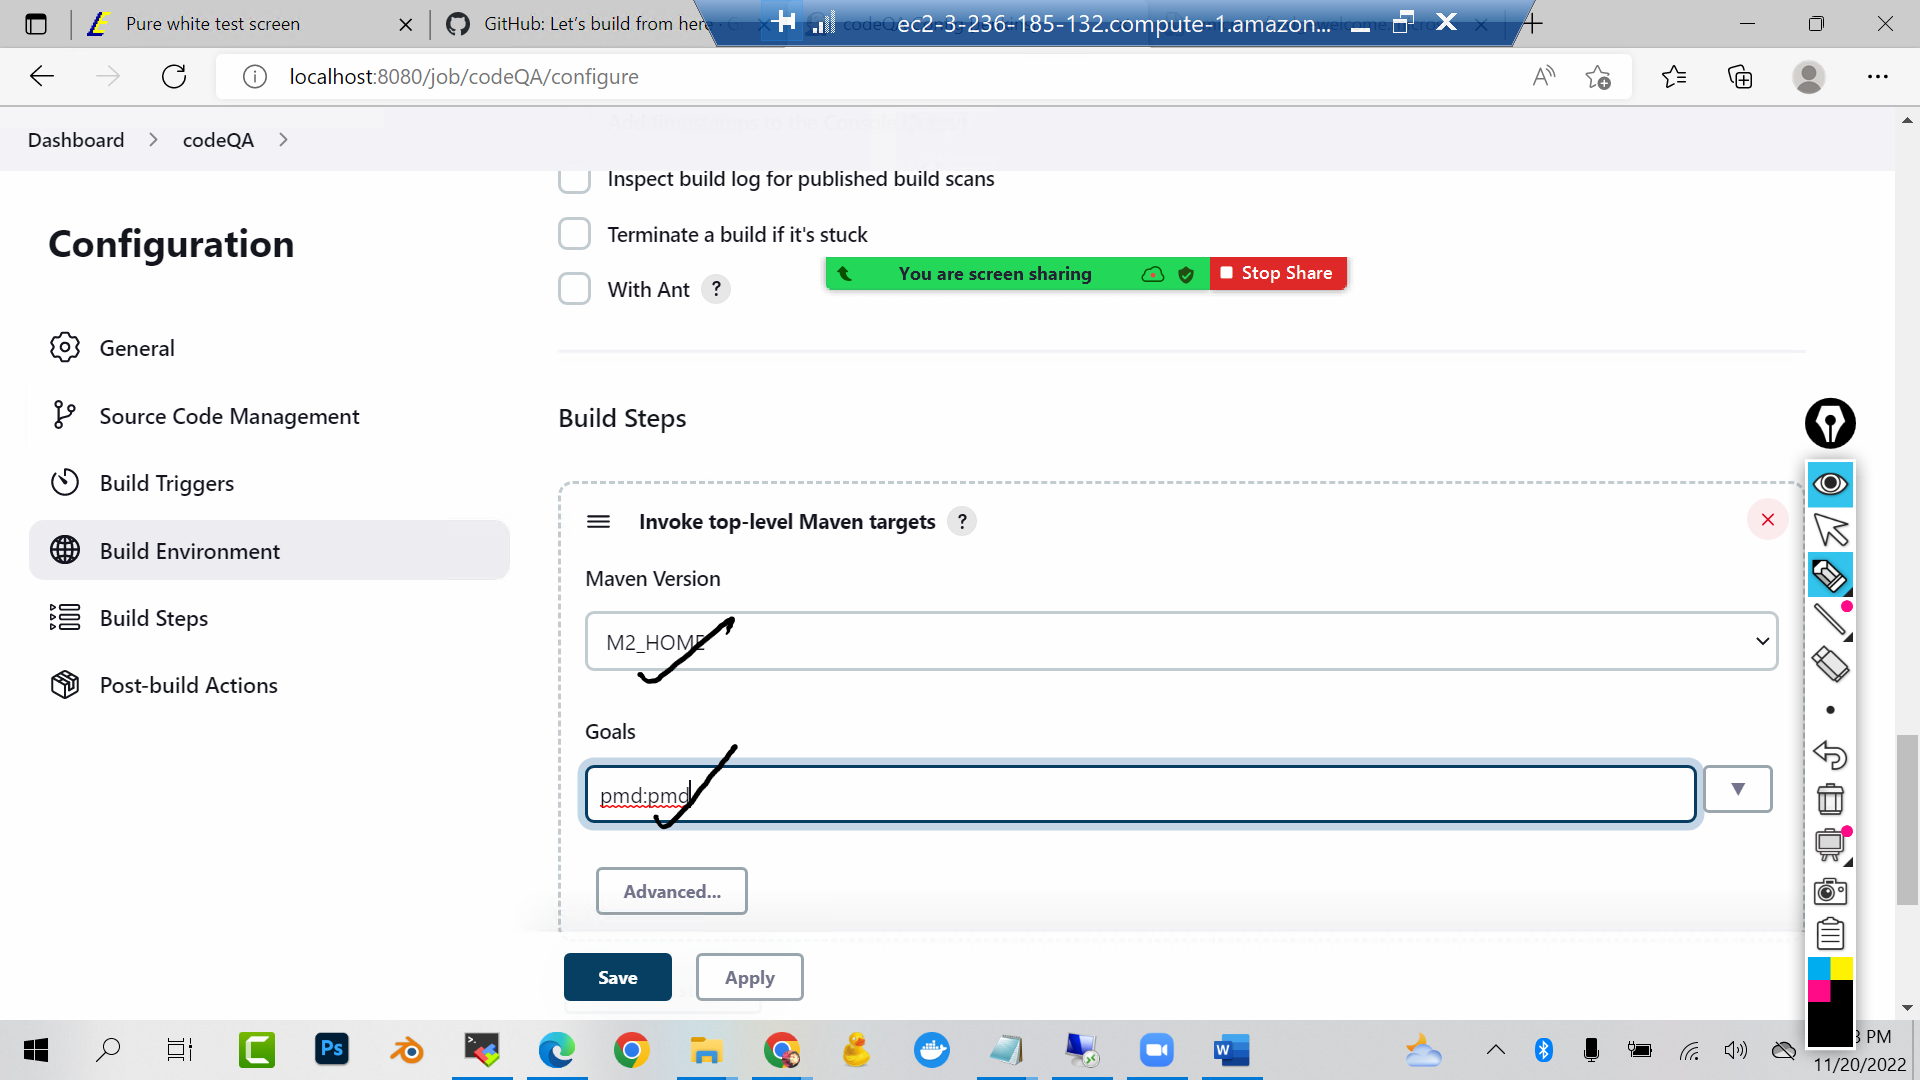 Pure white test screen
GitHub: Let's build from here · G
ec2-3-236-185-132.compute-1.amazon...
localhost:8080/job/codeQA/configure
Dashboard
codeQA
Configuration
General
Source Code Management
Build Triggers
Build Environment
Build Steps
Post-build Actions
Inspect build log for published build scans
Terminate a build if it's stuck
You are screen sharing
Stop Share
With Ant ?
Build Steps
Invoke top-level Maven targets ?
Maven Version
M2_HOME
Goals
pmd:pmd
Advanced...
Save
Apply
PM
11/20/2022